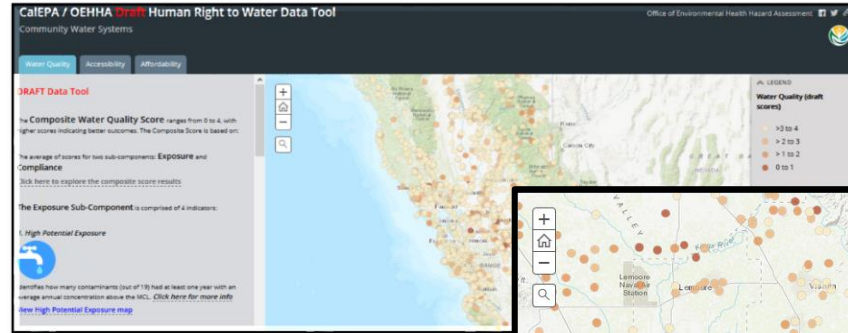 CalEPA / OEHHA Draft Human Right to Water Data Tool
Office of Environmental Health Hazard Assessment
Community Water Systems
Water Quality
Accessibility
Affordability
DRAFT Data Tool
The Composite Water Quality Score ranges from 0 to 4, with
higher scores indicating better outcomes. The Composite Score is based on:
The average of scores for two sub-components: Exposure and
Compliance
Click here to explore the composite score results
The Exposure Sub-Component is comprised of 4 indicators:
1. High Potential Exposure
Identifies how many contaminants (out of 19) had at least one year with an
average annual concentration above the MCL. Click here for more info
View High Potential Exposure map
Reno
Carson City
LEGEND
Water Quality (draft
scores)
>3 to 4
> 2 to 3
> 1 to 2
0 to 1
VALLEY
Kings River
Lemoore
Naval Air
Station
Lemoore
Visalia